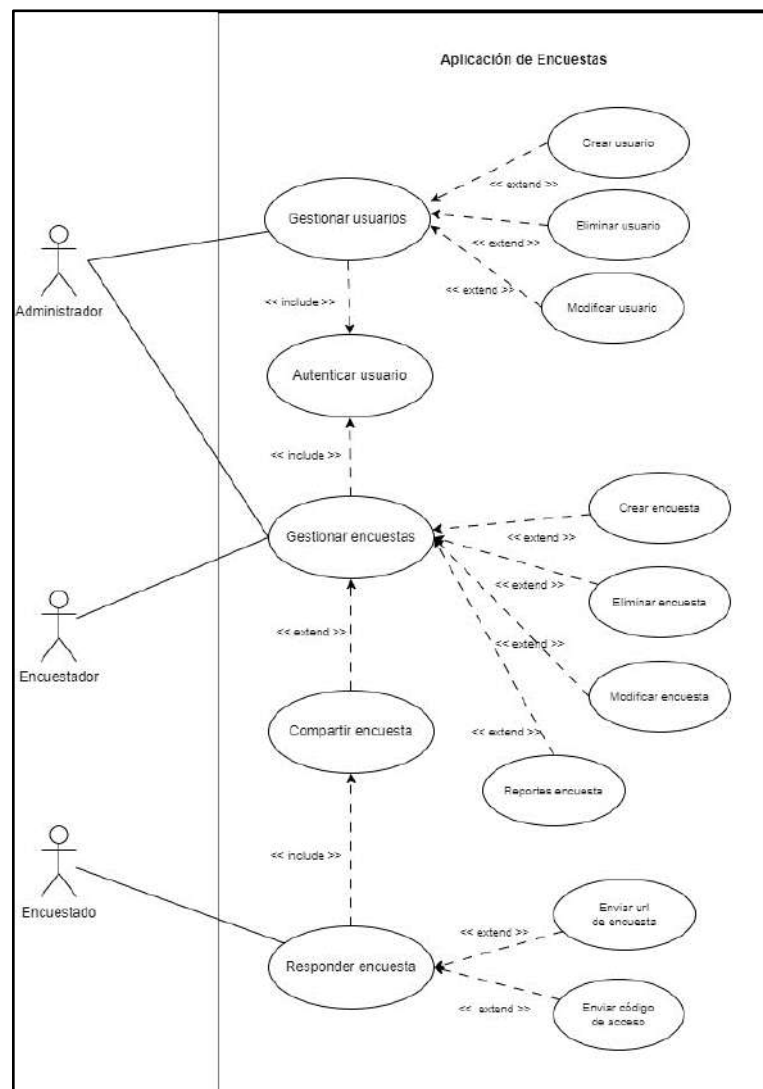 Aplicación de Encuestas
Crear usuario
<< extend >>
Gestionar usuarios
Eliminar usuario
<< extend >>
<< extend >>
Modificar usuario
Administrador
<< include >>
Autenticar usuario
<< include >>
Crear encuesta
Gestionar encuestas
<< extend >>
<< extend >>
Eliminar encuesta
<< extend >>
<< extend >>
Encuestador
Modificar encuesta
Compartir encuesta
<< extend >>
Reportes encuesta
<< include >>
Encuestado
Enviar url
de encuesta
<< extend >>
Responder encuesta
<< extend >>
Enviar código
de acceso